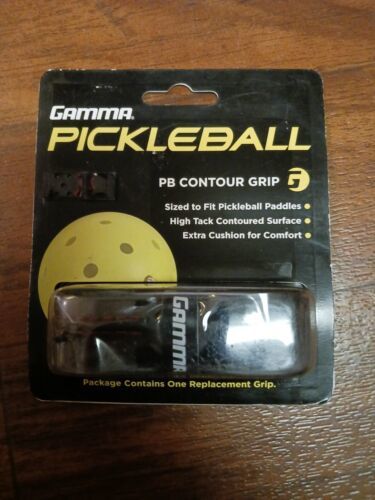 GAMMA
PICKLEBALL
PB CONTOUR GRIP
Sized to Fit Pickleball Paddles
High Tack Contoured Surface
Extra Cushion for Comfort
GAMMA
Package Contains One Replacement Grip.